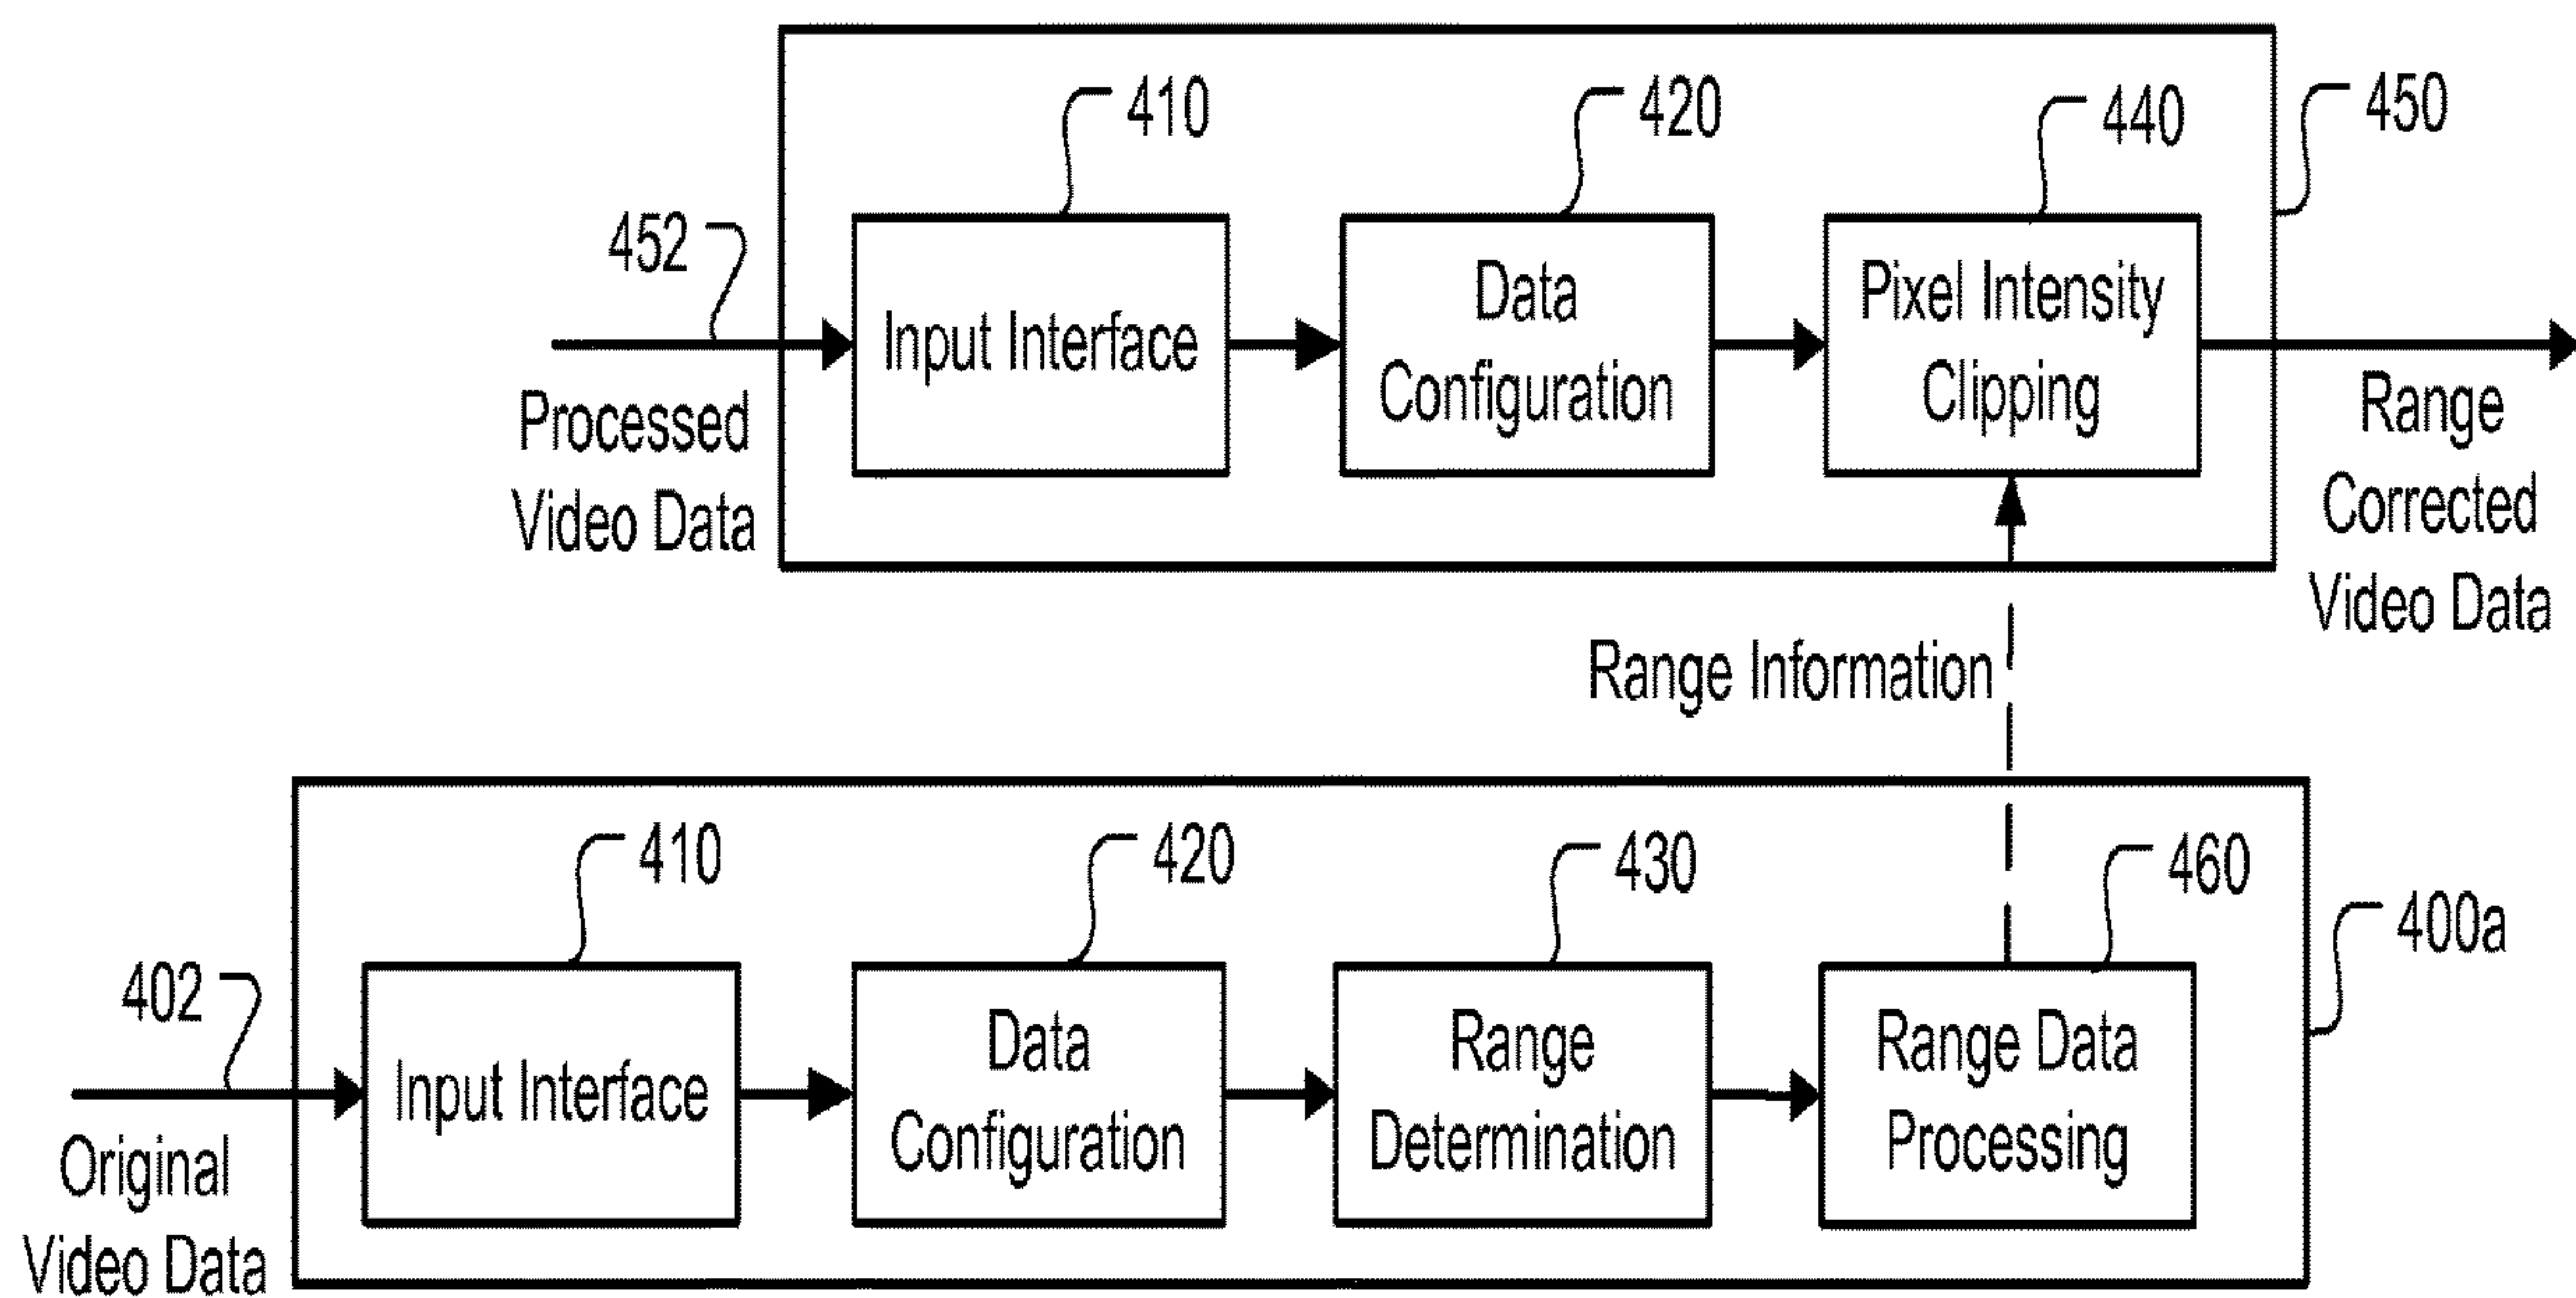 410
420
440
450
452
Input Interface
Data
Configuration
Pixel Intensity
Clipping
Processed
Video Data
Range
Corrected
Video Data
Range Information
410
420
430
460
400a
402
Input Interface
Data
Configuration
Range
Determination
Range Data
Processing
Original
Video Data